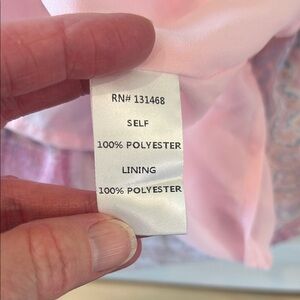 RN# 131468
SELF
100% POLYESTER
LINING
100% POLYESTER